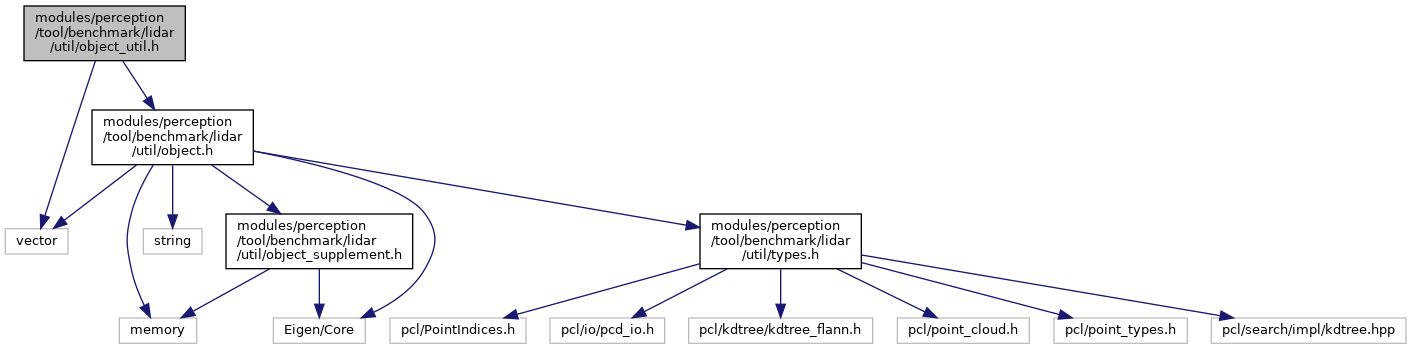 modules/perception
/tool/benchmark/lidar
/util/object_util.h
modules/perception
/tool/benchmark/lidar
/util/object.h
vector
string
modules/perception
/tool/benchmark/lidar
/util/object_supplement.h
modules/perception
/tool/benchmark/lidar
/util/types.h
memory
Eigen/Core
pcl/PointIndices.h
pcl/io/pcd_io.h
pcl/kdtree/kdtree_flann.h
pcl/point_cloud.h
pcl/point_types.h
pcl/search/impl/kdtree.hpp